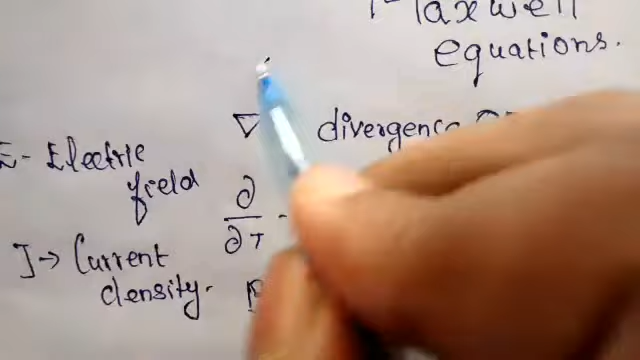 Maxwell
equations.
∇ divergence
E - Electric
field
∂
∂T
J → Current
density.